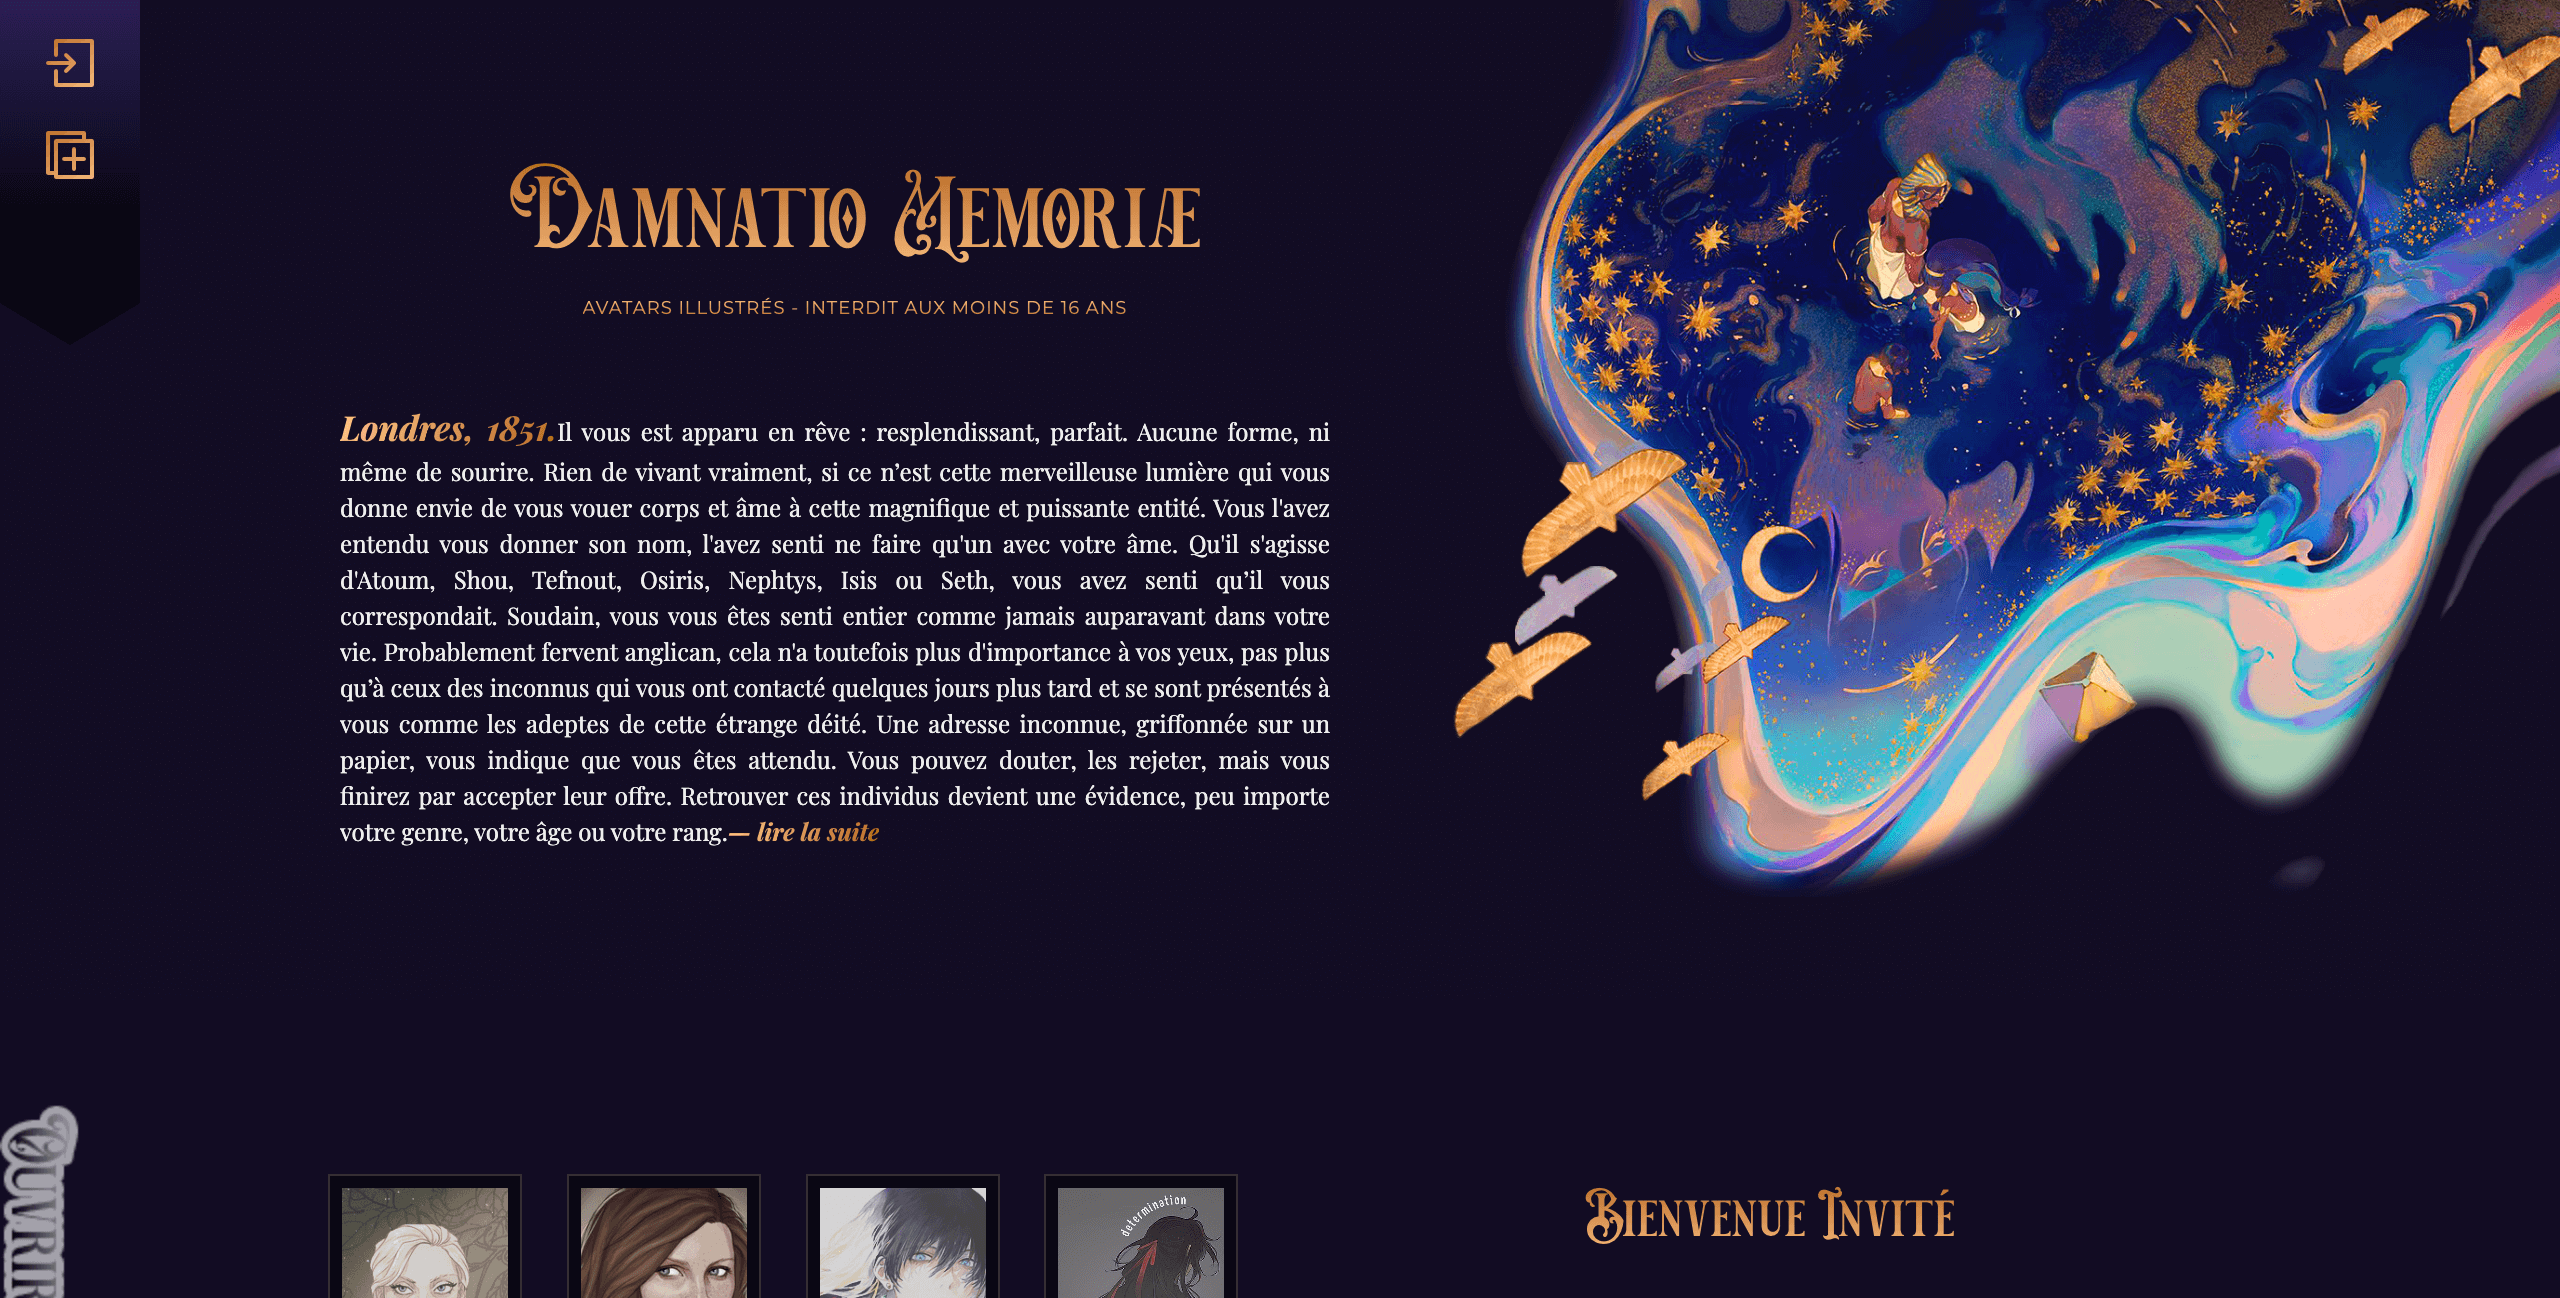 Damnatio Memoriæ
AVATARS ILLUSTRÉS - INTERDIT AUX MOINS DE 16 ANS
Londres, 1851.Il vous est apparu en rêve : resplendissant, parfait. Aucune forme, ni
même de sourire. Rien de vivant vraiment, si ce n’est cette merveilleuse lumière qui vous
donne envie de vous vouer corps et âme à cette magnifique et puissante entité. Vous l'avez
entendu vous donner son nom, l'avez senti ne faire qu'un avec votre âme. Qu'il s'agisse
d'Atoum, Shou, Tefnout, Osiris, Nephtys, Isis ou Seth, vous avez senti qu’il vous
correspondait. Soudain, vous vous êtes senti entier comme jamais auparavant dans votre
vie. Probablement fervent anglican, cela n'a toutefois plus d'importance à vos yeux, pas plus
qu’à ceux des inconnus qui vous ont contacté quelques jours plus tard et se sont présentés à
vous comme les adeptes de cette étrange déité. Une adresse inconnue, griffonnée sur un
papier, vous indique que vous êtes attendu. Vous pouvez douter, les rejeter, mais vous
finirez par accepter leur offre. Retrouver ces individus devient une évidence, peu importe
votre genre, votre âge ou votre rang.— lire la suite
Ouvrir
determination
Bienvenue Invité